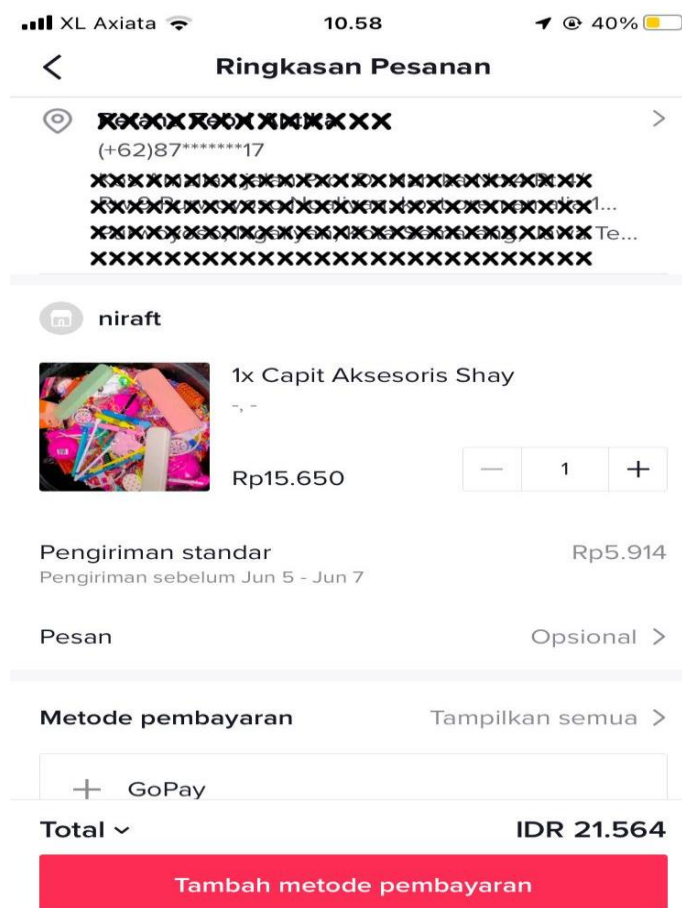 XL Axiata
10.58
40%
Ringkasan Pesanan
(+62)87*******17
1...
Te...
niraft
1x Capit Aksesoris Shay
-, -
Rp15.650
1
Pengiriman standar
Rp5.914
Pengiriman sebelum Jun 5 - Jun 7
Pesan
Opsional
Metode pembayaran
Tampilkan semua
GoPay
Total
IDR 21.564
Tambah metode pembayaran